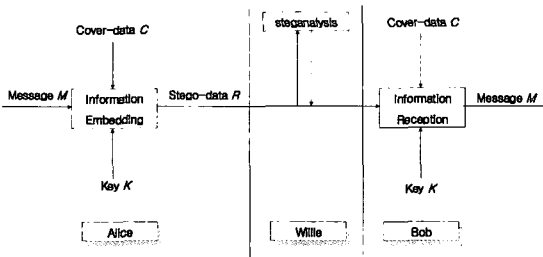 steganalysis
Cover-data C
Cover-data C
Message M
Information
Embedding
Stego-data R
Information
Reception
Message M
Key K
Key K
Alice
Willie
Bob